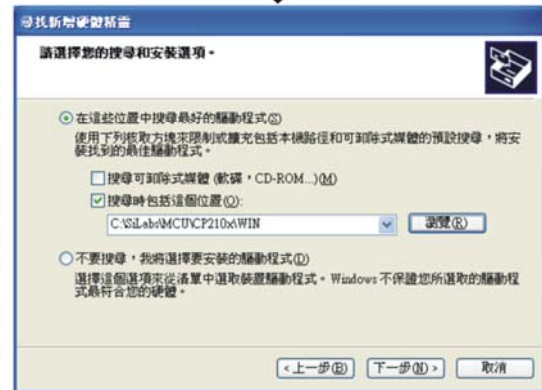 尋找新增硬體精靈
請選擇您的搜尋和安裝選項。
在這些位置中搜尋最好的驅動程式(S)
使用下列核取方塊來限制或擴充包括本機路徑和可卸除式媒體的預設搜尋，將安
裝找到的最佳驅動程式。
搜尋可卸除式媒體 (軟碟，CD-ROM...)(M)
搜尋時包括這個位置(O):
C:\SiLabs\MCU\CP210x\WIN
瀏覽(R)
不要搜尋，我將選擇要安裝的驅動程式(D)
選擇這個選項來從清單中選取裝置驅動程式。Windows 不保證您所選取的驅動程
式最符合您的硬體。
<上一步(B)
下一步(N)>
取消